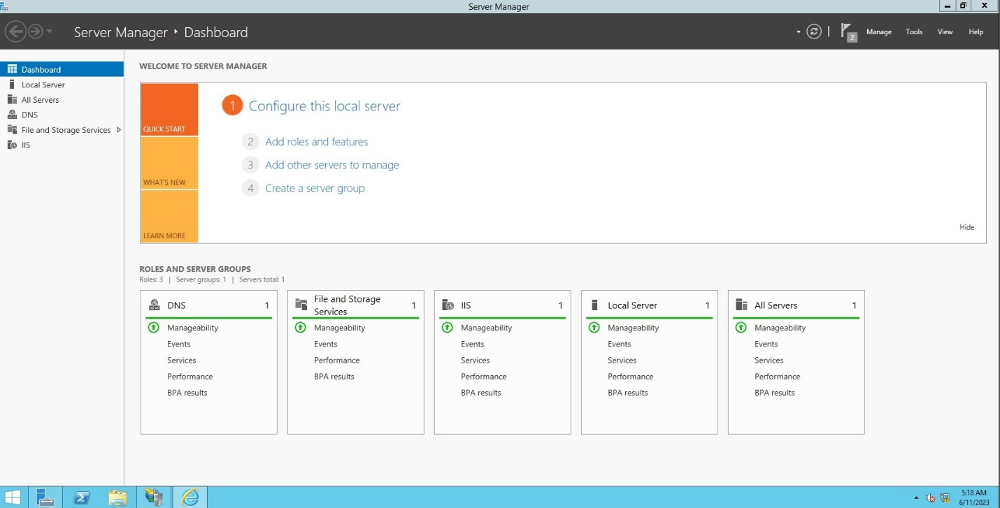 Server Manager
Server Manager ‣ Dashboard
2
Manage
Tools
View
Help
Dashboard
Local Server
All Servers
DNS
File and Storage Services
IIS
WELCOME TO SERVER MANAGER
QUICK START
WHAT'S NEW
LEARN MORE
1 Configure this local server
2 Add roles and features
3 Add other servers to manage
4 Create a server group
Hide
ROLES AND SERVER GROUPS
Roles: 3 | Server groups: 1 | Servers total: 1
DNS 1
Manageability
Events
Services
Performance
BPA results
File and Storage
Services 1
Manageability
Events
Performance
BPA results
IIS 1
Manageability
Events
Services
Performance
BPA results
Local Server 1
Manageability
Events
Services
Performance
BPA results
All Servers 1
Manageability
Events
Services
Performance
BPA results
5:18 AM
6/11/2023